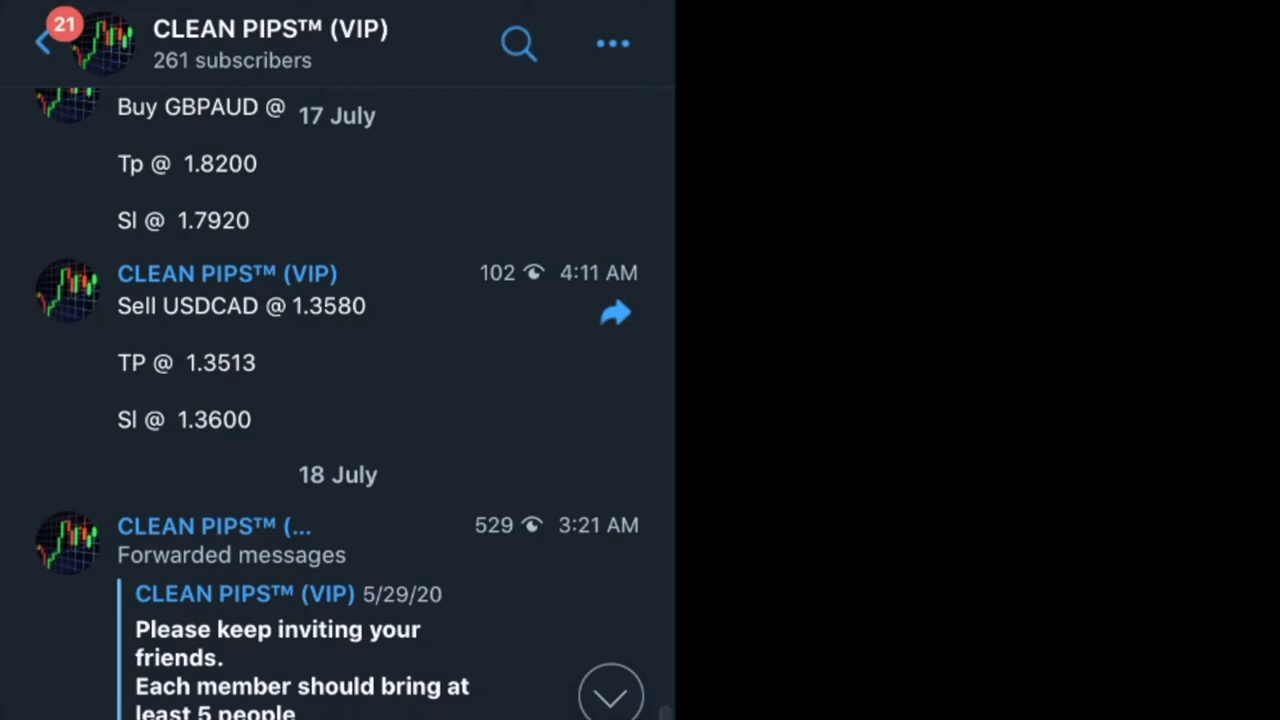 21
CLEAN PIPS™ (VIP)
261 subscribers
Buy GBPAUD @
17 July
Tp @ 1.8200
Sl @ 1.7920
CLEAN PIPS™ (VIP) 102 4:11 AM
Sell USDCAD @ 1.3580
TP @ 1.3513
Sl @ 1.3600
18 July
CLEAN PIPS™ (... 529 3:21 AM
Forwarded messages
CLEAN PIPS™ (VIP) 5/29/20
Please keep inviting your
friends.
Each member should bring at
least 5 people